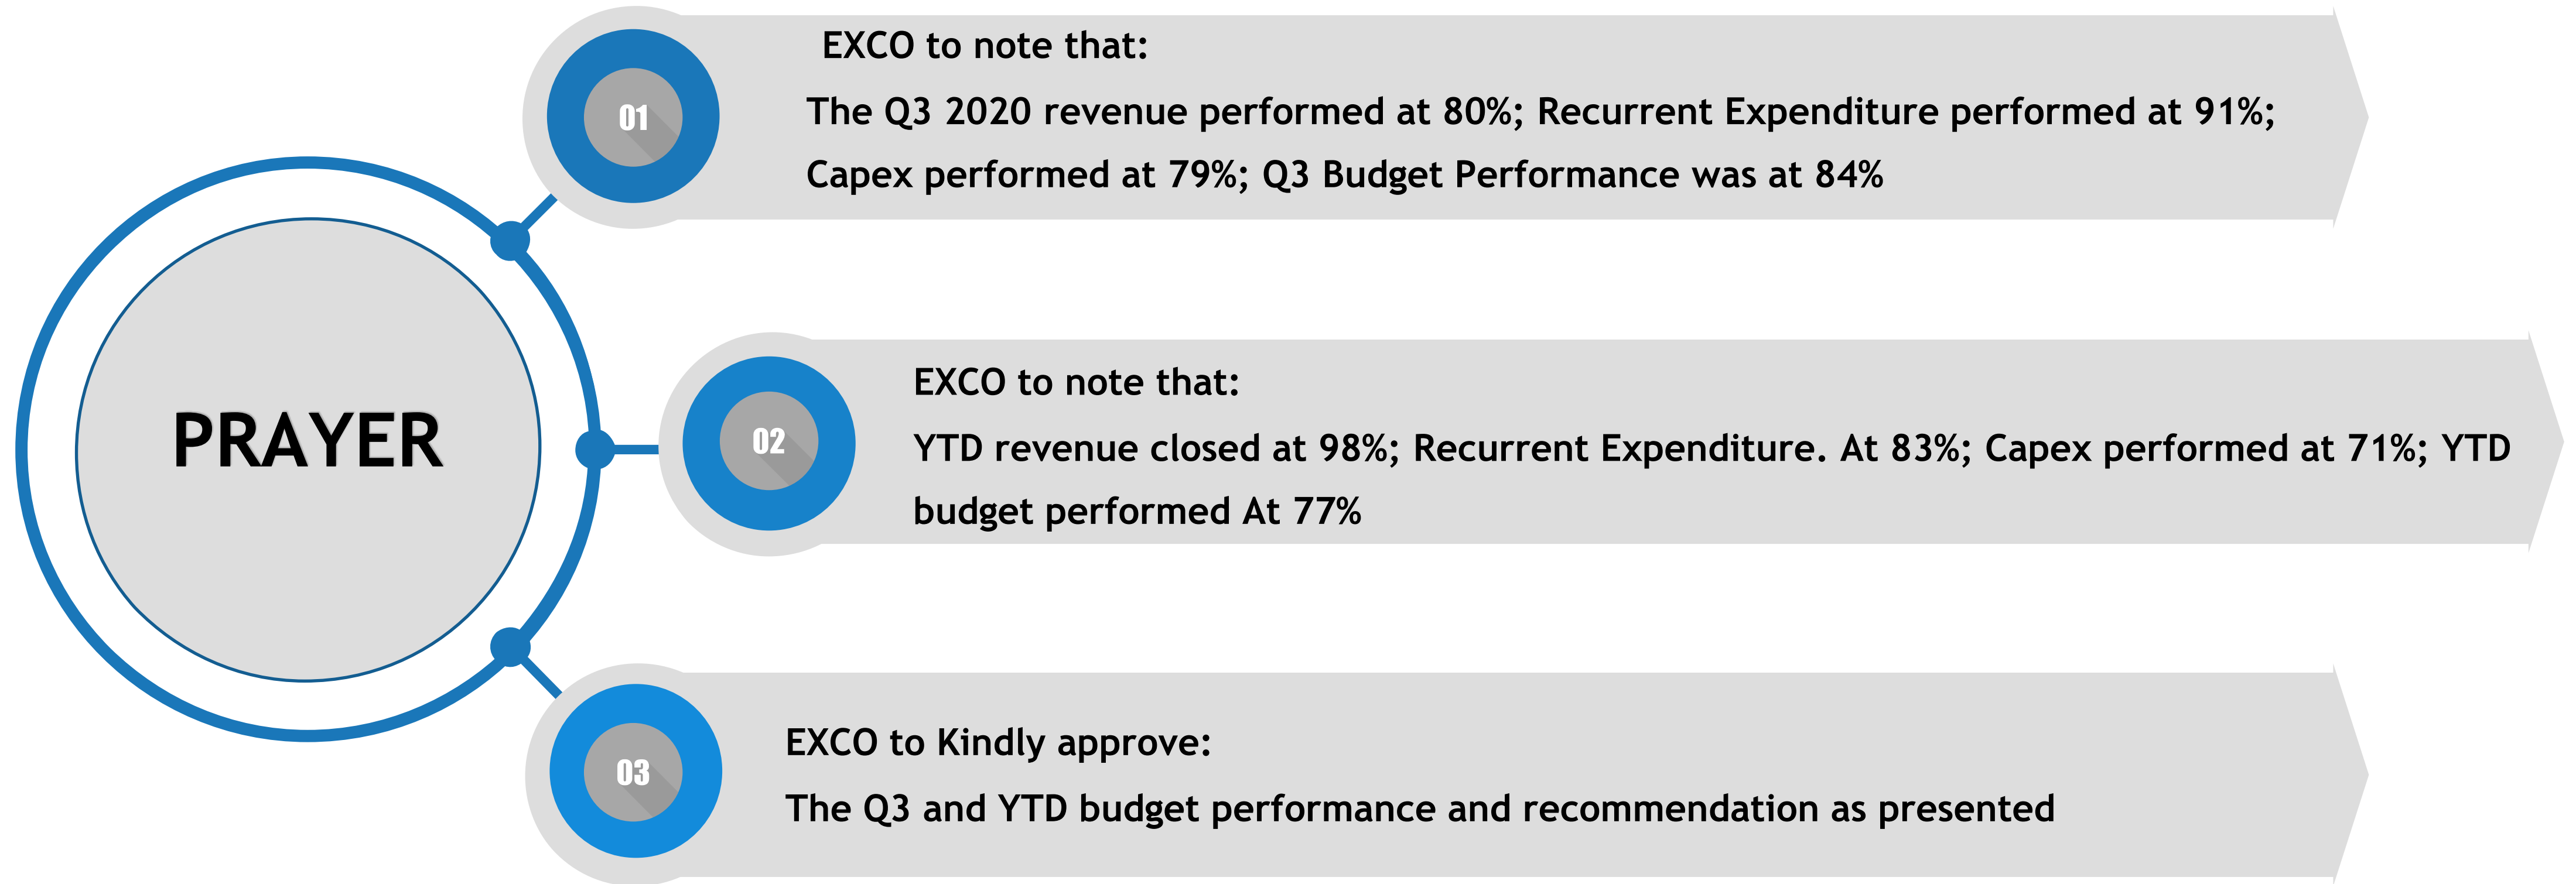 PRAYER
01
EXCO to note that:
The Q3 2020 revenue performed at 80%; Recurrent Expenditure performed at 91%;
Capex performed at 79%; Q3 Budget Performance was at 84%
02
EXCO to note that:
YTD revenue closed at 98%; Recurrent Expenditure. At 83%; Capex performed at 71%; YTD
budget performed At 77%
03
EXCO to Kindly approve:
The Q3 and YTD budget performance and recommendation as presented